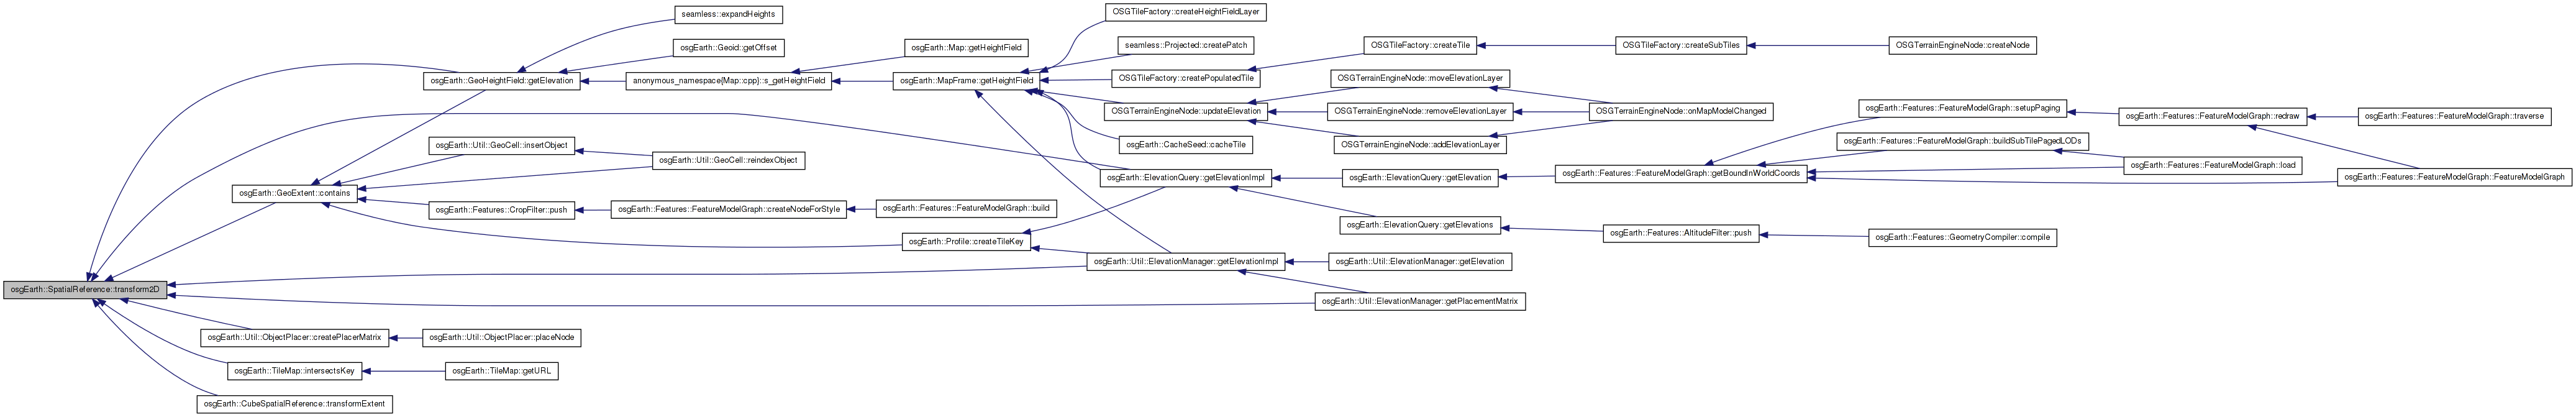 osgEarth::SpatialReference::transform2D
osgEarth::GeoHeightField::getElevation
seamless::expandHeights
osgEarth::Geoid::getOffset
anonymous_namespace{Map.cpp}::s_getHeightField
osgEarth::Map::getHeightField
osgEarth::MapFrame::getHeightField
OSGTileFactory::createHeightFieldLayer
seamless::Projected::createPatch
OSGTileFactory::createPopulatedTile
OSGTileFactory::createTile
OSGTileFactory::createSubTiles
OSGTerrainEngineNode::createNode
OSGTerrainEngineNode::updateElevation
OSGTerrainEngineNode::moveElevationLayer
OSGTerrainEngineNode::removeElevationLayer
OSGTerrainEngineNode::addElevationLayer
OSGTerrainEngineNode::onMapModelChanged
osgEarth::CacheSeed::cacheTile
osgEarth::ElevationQuery::getElevationImpl
osgEarth::ElevationQuery::getElevation
osgEarth::Features::FeatureModelGraph::getBoundInWorldCoords
osgEarth::Features::FeatureModelGraph::setupPaging
osgEarth::Features::FeatureModelGraph::buildSubTilePagedLODs
osgEarth::Features::FeatureModelGraph::redraw
osgEarth::Features::FeatureModelGraph::traverse
osgEarth::Features::FeatureModelGraph::load
osgEarth::Features::FeatureModelGraph::FeatureModelGraph
osgEarth::ElevationQuery::getElevations
osgEarth::Features::AltitudeFilter::push
osgEarth::Features::GeometryCompiler::compile
osgEarth::GeoExtent::contains
osgEarth::Util::GeoCell::insertObject
osgEarth::Util::GeoCell::reindexObject
osgEarth::Features::CropFilter::push
osgEarth::Features::FeatureModelGraph::createNodeForStyle
osgEarth::Features::FeatureModelGraph::build
osgEarth::Profile::createTileKey
osgEarth::Util::ElevationManager::getElevationImpl
osgEarth::Util::ElevationManager::getElevation
osgEarth::Util::ElevationManager::getPlacementMatrix
osgEarth::Util::ObjectPlacer::createPlacerMatrix
osgEarth::Util::ObjectPlacer::placeNode
osgEarth::TileMap::intersectsKey
osgEarth::TileMap::getURL
osgEarth::CubeSpatialReference::transformExtent